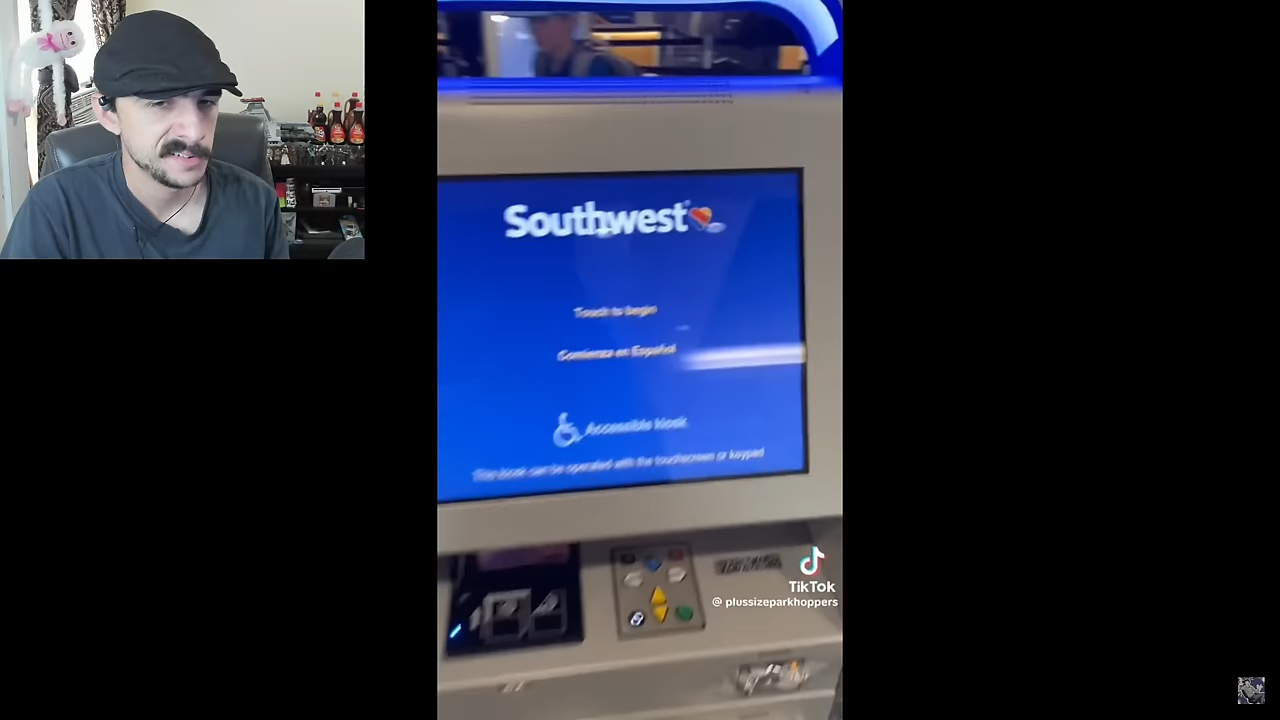 Southwest
Touch to begin
Comienza en Español
Accessible kiosk
This kiosk can be operated with the touchscreen or keypad
TikTok
@ plussizeparkhoppers